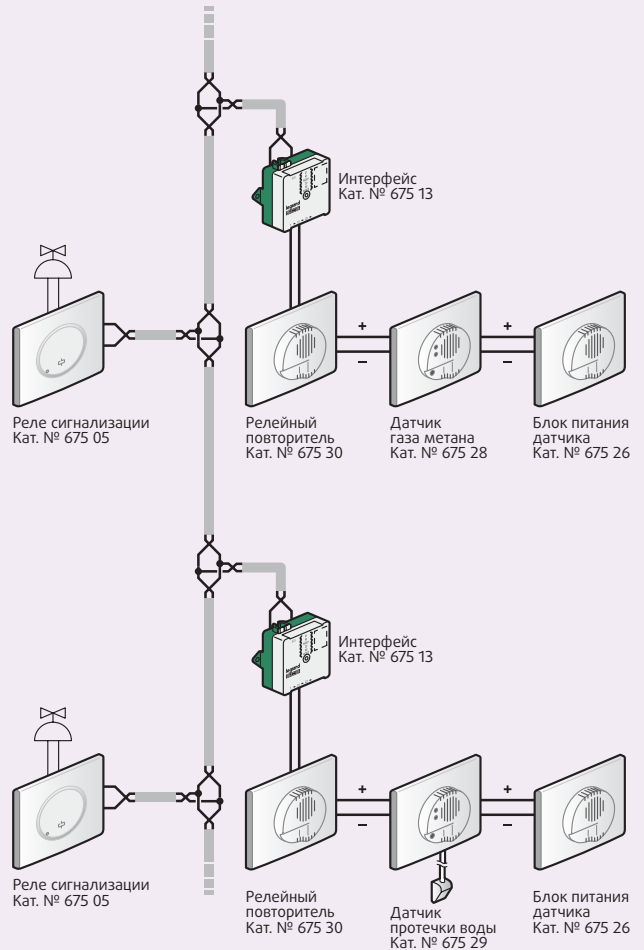 Интерфейс
Кат. № 675 13
+
+
–
–
Реле сигнализации
Кат. № 675 05
Релейный
повторитель
Кат. № 675 30
Датчик
газа метана
Кат. № 675 28
Блок питания
датчика
Кат. № 675 26
legrand
Интерфейс
Кат. № 675 13
legrand
+
+
–
–
Реле сигнализации
Кат. № 675 05
Релейный
повторитель
Кат. № 675 30
Датчик
протечки воды
Кат. № 675 29
Блок питания
датчика
Кат. № 675 26